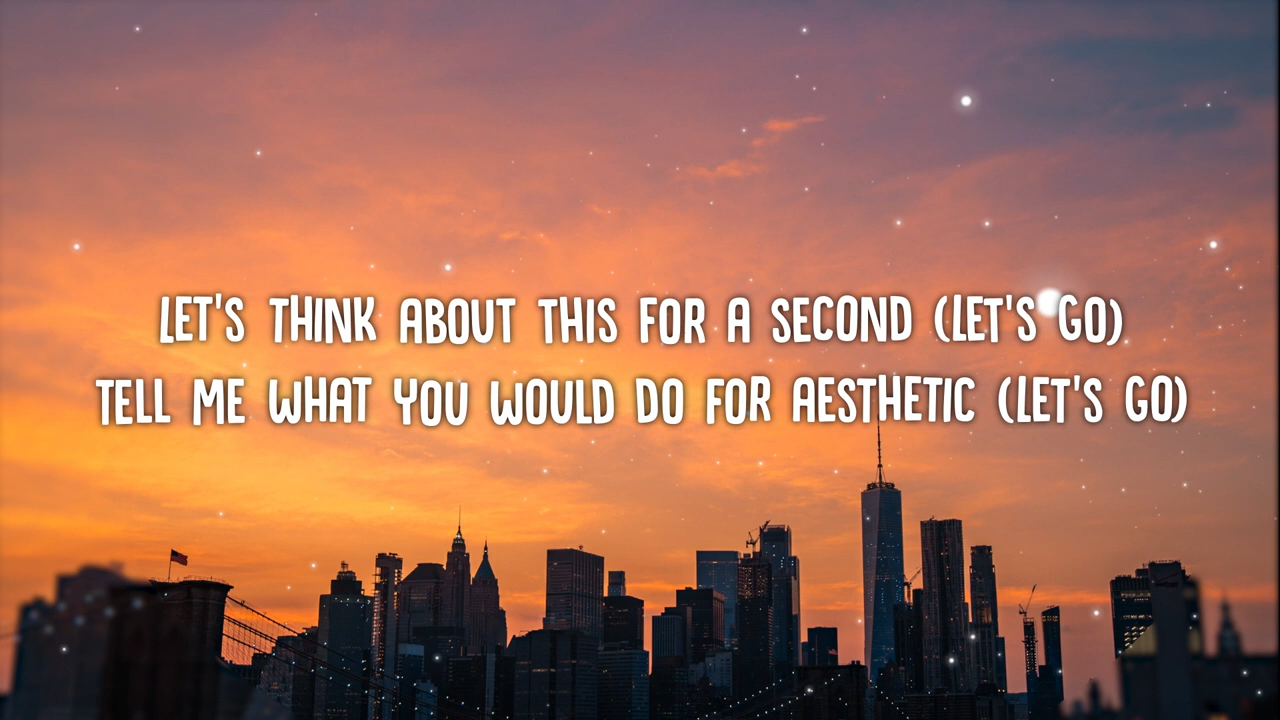 LET'S THINK ABOUT THIS FOR A SECOND (LET'S GO)
TELL ME WHAT YOU WOULD DO FOR AESTHETIC (LET'S GO)